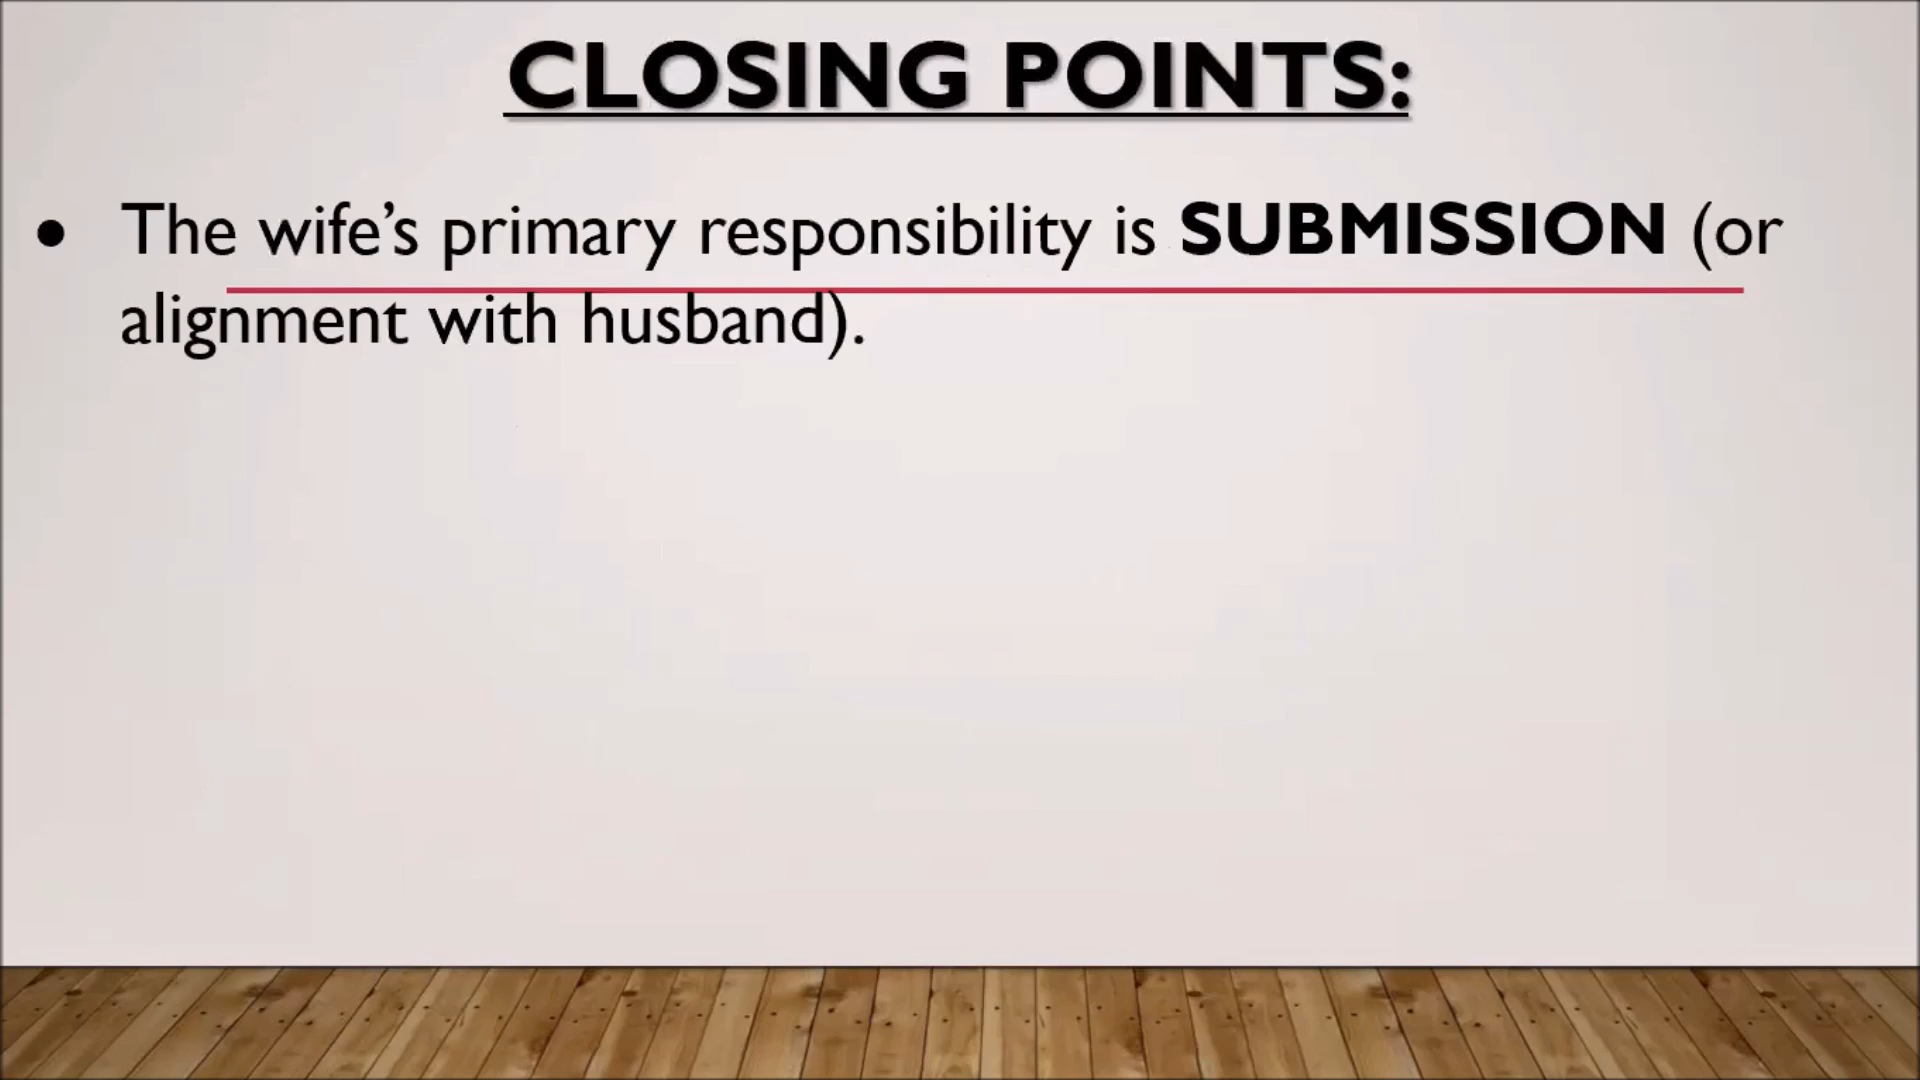 CLOSING POINTS:
• The wife’s primary responsibility is SUBMISSION (or
alignment with husband).